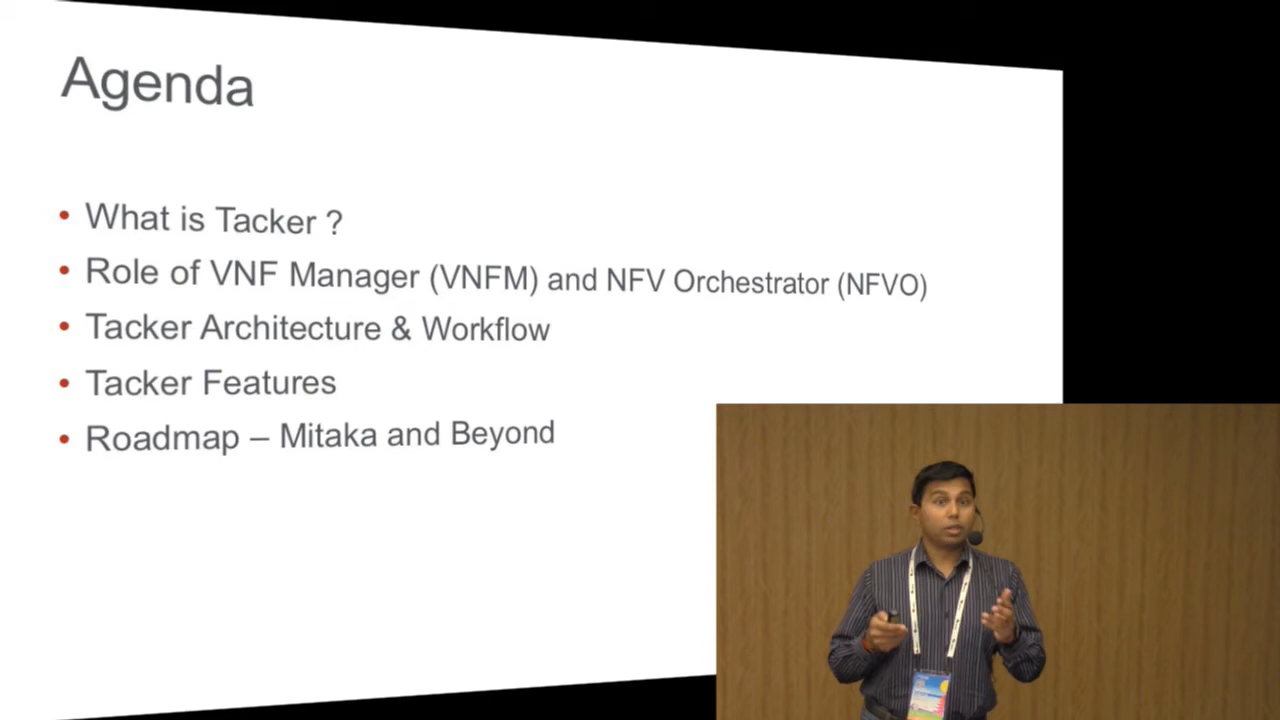 Agenda
• What is Tacker ?
• Role of VNF Manager (VNFM) and NFV Orchestrator (NFVO)
• Tacker Architecture & Workflow
• Tacker Features
• Roadmap – Mitaka and Beyond